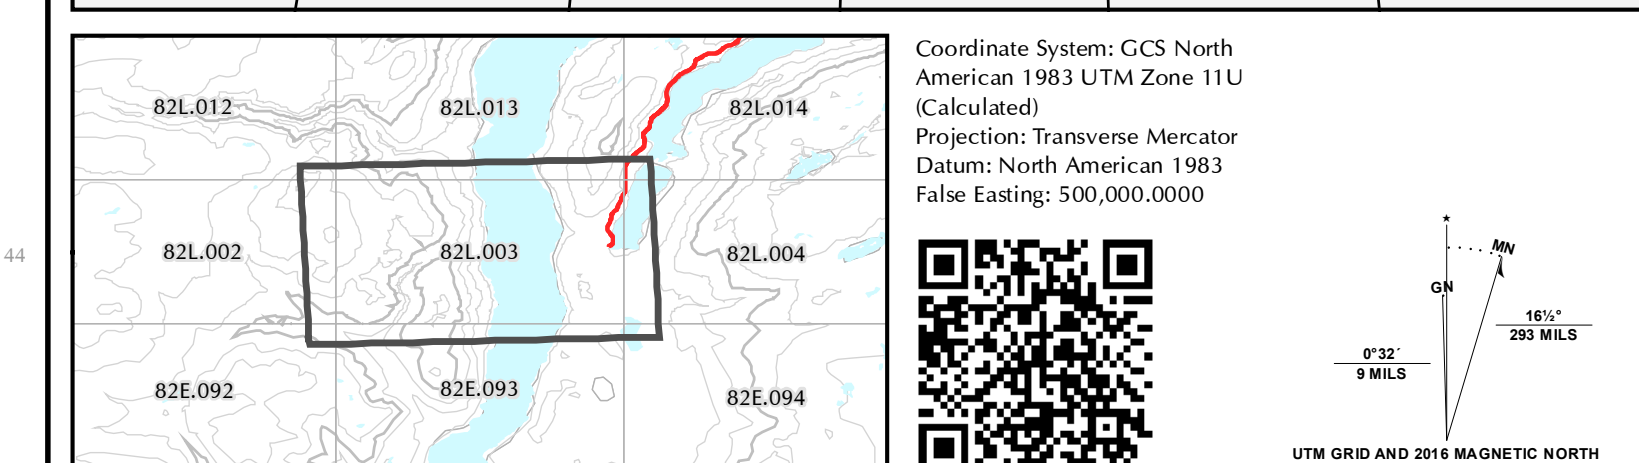 82L.012
82L.013
82L.014
44
82L.002
82L.003
82L.004
82E.092
82E.093
82E.094
Coordinate System: GCS North
American 1983 UTM Zone 11U
(Calculated)
Projection: Transverse Mercator
Datum: North American 1983
False Easting: 500,000.0000
MN
GN
16½°
293 MILS
0°32´
9 MILS
UTM GRID AND 2016 MAGNETIC NORTH